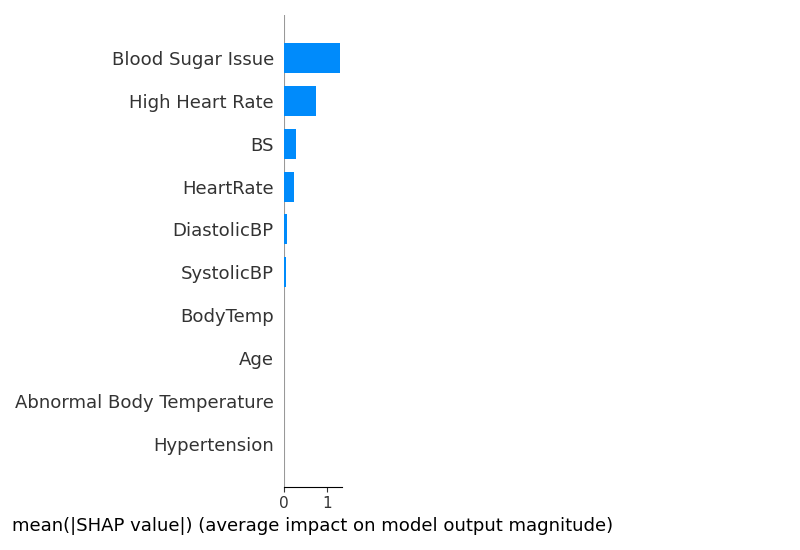 Blood Sugar Issue
High Heart Rate
BS
HeartRate
DiastolicBP
SystolicBP
BodyTemp
Age
Abnormal Body Temperature
Hypertension
0 1
mean(|SHAP value|) (average impact on model output magnitude)